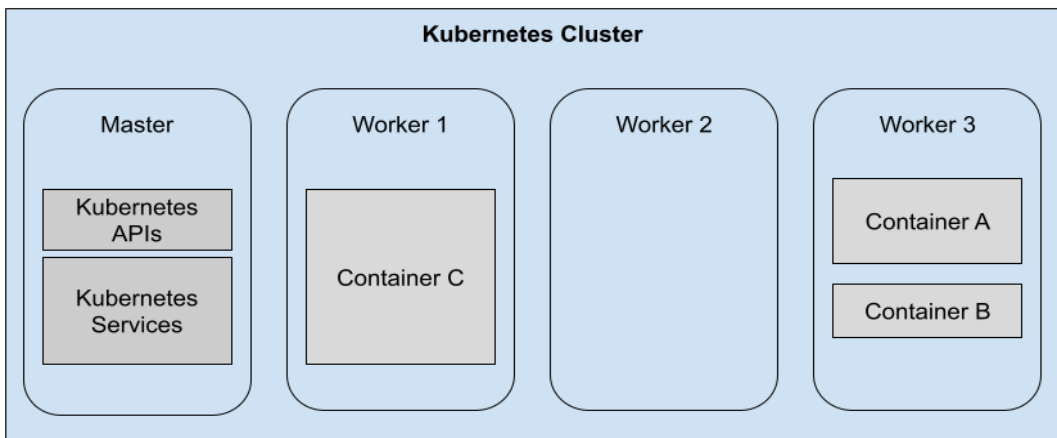 Kubernetes Cluster
Master
Kubernetes
APIs
Kubernetes
Services
Worker 1
Container C
Worker 2
Worker 3
Container A
Container B